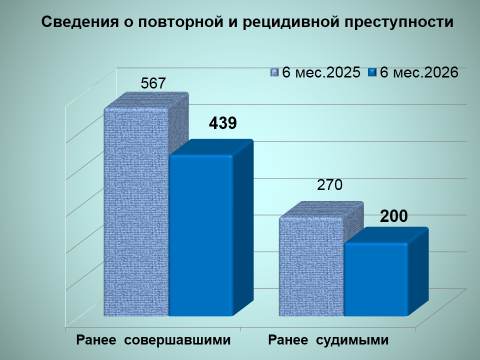 Сведения о повторной и рецидивной преступности
6 мес.2025 6 мес.2026
567
439
270
200
Ранее совершавшими Ранее судимыми